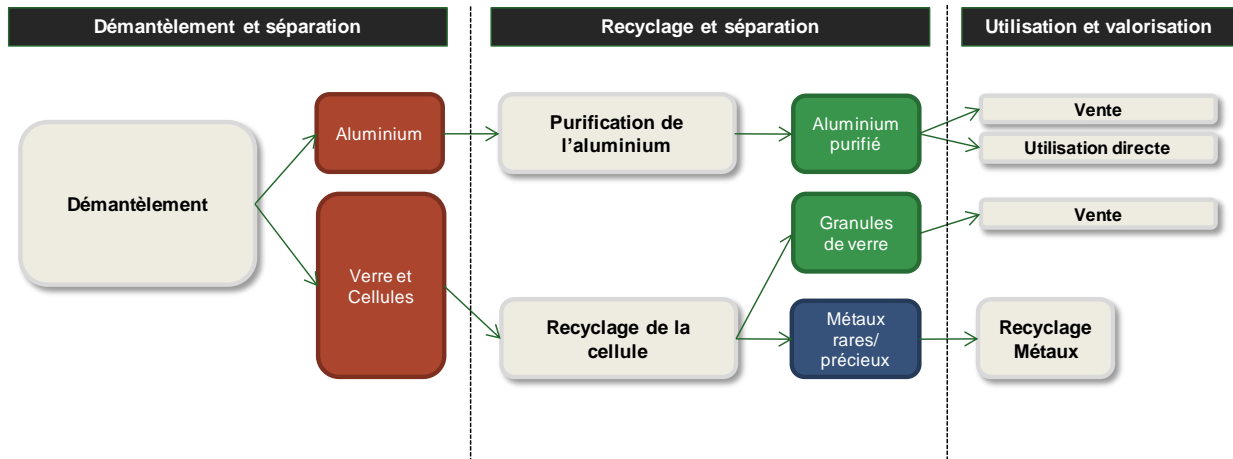 Démantèlement et séparation
Recyclage et séparation
Utilisation et valorisation
Démantèlement
Aluminium
Verre et
Cellules
Purification de
l'aluminium
Recyclage de la
cellule
Aluminium
purifié
Granules
de verre
Métaux
rares/
précieux
Vente
Utilisation directe
Vente
Recyclage
Métaux